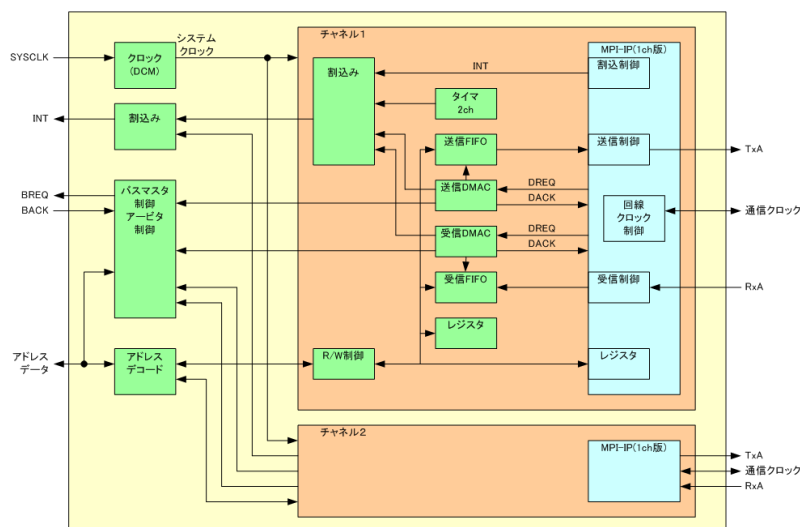 チャネル1
システム
クロック
SYSCLK
クロック
(DCM)
INT
割込み
BREQ
BACK
バスマスタ
制御
アービタ
制御
アドレス
データ
アドレス
デコード
割込み
INT
タイマ
2ch
送信FIFO
送信DMAC
DREQ
DACK
受信DMAC
DREQ
DACK
受信FIFO
レジスタ
R/W制御
MPI-IP(1ch版)
割込制御
送信制御
回線
クロック
制御
受信制御
レジスタ
TxA
通信クロック
RxA
チャネル2
MPI-IP(1ch版)
TxA
通信クロック
RxA